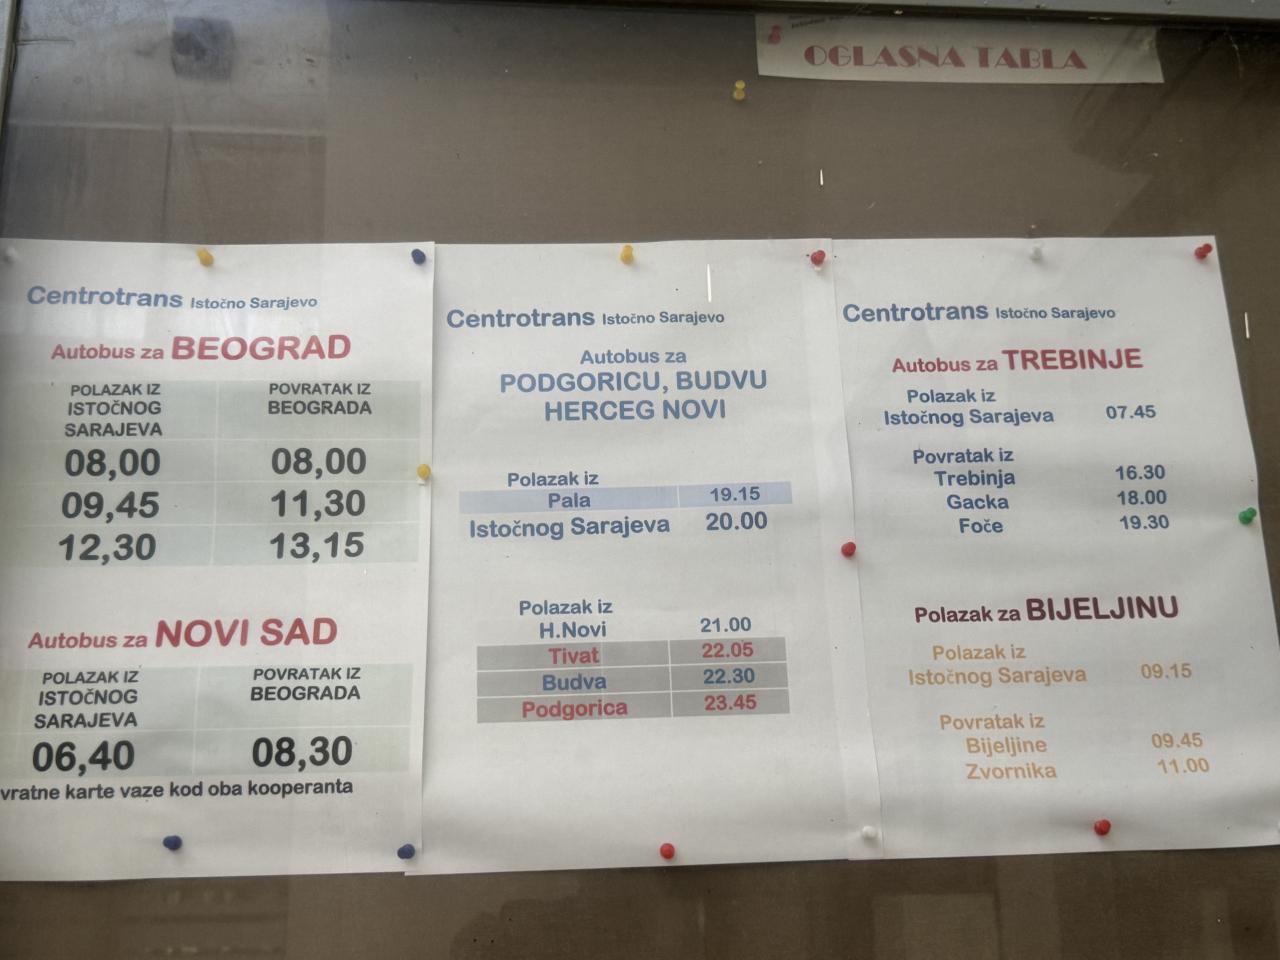 OGLASNA TABLA
Centrotrans Istočno Sarajevo
Autobus za BEOGRAD
POLAZAK IZ ISTOČNOG SARAJEVA
POVRATAK IZ BEOGRADA
08,00 08,00
09,45 11,30
12,30 13,15
Autobus za NOVI SAD
POLAZAK IZ ISTOČNOG SARAJEVA
POVRATAK IZ BEOGRADA
06,40 08,30
vratne karte vaze kod oba kooperanta
Centrotrans Istočno Sarajevo
Autobus za
PODGORICU, BUDVU
HERCEG NOVI
Polazak iz
Pala 19.15
Istočnog Sarajeva 20.00
Polazak iz
H.Novi 21.00
Tivat 22.05
Budva 22.30
Podgorica 23.45
Centrotrans Istočno Sarajevo
Autobus za TREBINJE
Polazak iz
Istočnog Sarajeva 07.45
Povratak iz
Trebinja 16.30
Gacka 18.00
Foče 19.30
Polazak za BIJELJINU
Polazak iz
Istočnog Sarajeva 09.15
Povratak iz
Bijeljine 09.45
Zvornika 11.00